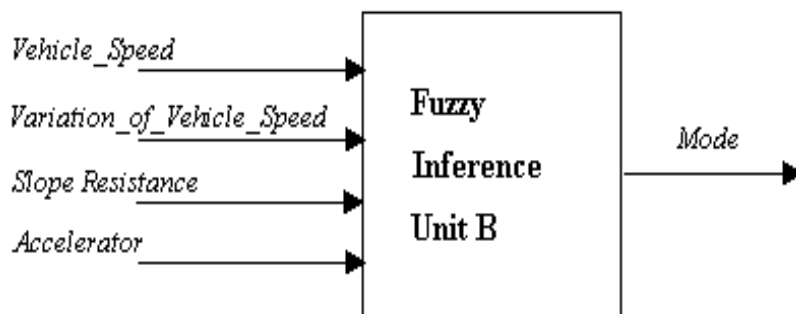 Vehicle_Speed
Variation_of_Vehicle_Speed
Slope Resistance
Accelerator
Fuzzy
Inference
Unit B
Mode